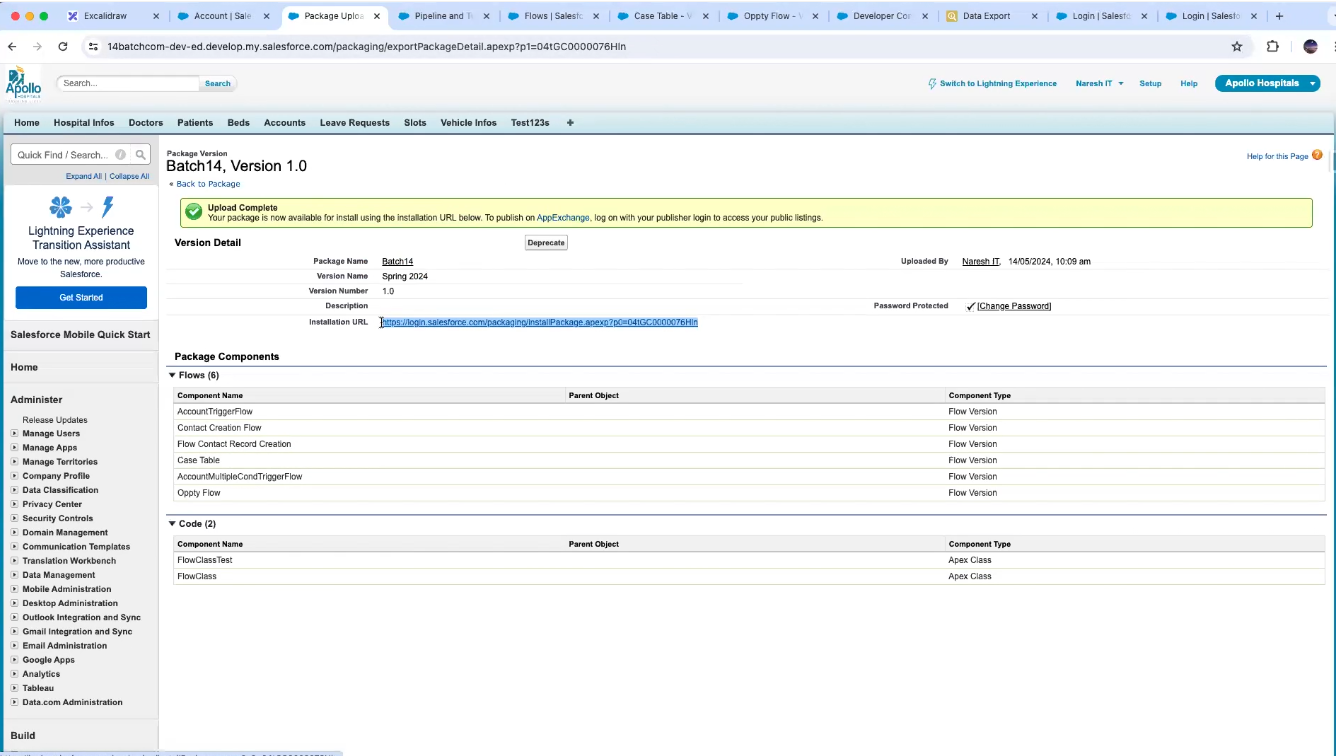 Excalidraw
Account | Sale
Package Uploa
Pipeline and T
Flows | Salesfo
Case Table - V
Oppty Flow - V
Developer Con
Data Export
Login | Salesfo
Login | Salesfo
14batchcom-dev-ed.develop.my.salesforce.com/packaging/exportPackageDetail.apexp?p1=04tGC0000076Hln
Apollo
HOSPITALS
Search...
Search
Switch to Lightning Experience
Naresh IT
Setup
Help
Apollo Hospitals
Home
Hospital Infos
Doctors
Patients
Beds
Accounts
Leave Requests
Slots
Vehicle Infos
Test123s
Quick Find / Search...
Expand All | Collapse All
Lightning Experience
Transition Assistant
Move to the new, more productive
Salesforce.
Get Started
Salesforce Mobile Quick Start
Home
Administer
Release Updates
Manage Users
Manage Apps
Manage Territories
Company Profile
Data Classification
Privacy Center
Security Controls
Domain Management
Communication Templates
Translation Workbench
Data Management
Mobile Administration
Desktop Administration
Outlook Integration and Sync
Gmail Integration and Sync
Email Administration
Google Apps
Analytics
Tableau
Data.com Administration
Build
Package Version
Batch14, Version 1.0
« Back to Package
Help for this Page
Upload Complete
Your package is now available for install using the installation URL below. To publish on AppExchange, log on with your publisher login to access your public listings.
Version Detail
Deprecate
Package Name Batch14
Uploaded By Naresh IT, 14/05/2024, 10:09 am
Version Name Spring 2024
Version Number 1.0
Description
Password Protected [Change Password]
Installation URL https://login.salesforce.com/packaging/installPackage.apexp?p0=04tGC0000076Hln
Package Components
Flows (6)
Component Name Parent Object Component Type
AccountTriggerFlow Flow Version
Contact Creation Flow Flow Version
Flow Contact Record Creation Flow Version
Case Table Flow Version
AccountMultipleCondTriggerFlow Flow Version
Oppty Flow Flow Version
Code (2)
Component Name Parent Object Component Type
FlowClassTest Apex Class
FlowClass Apex Class